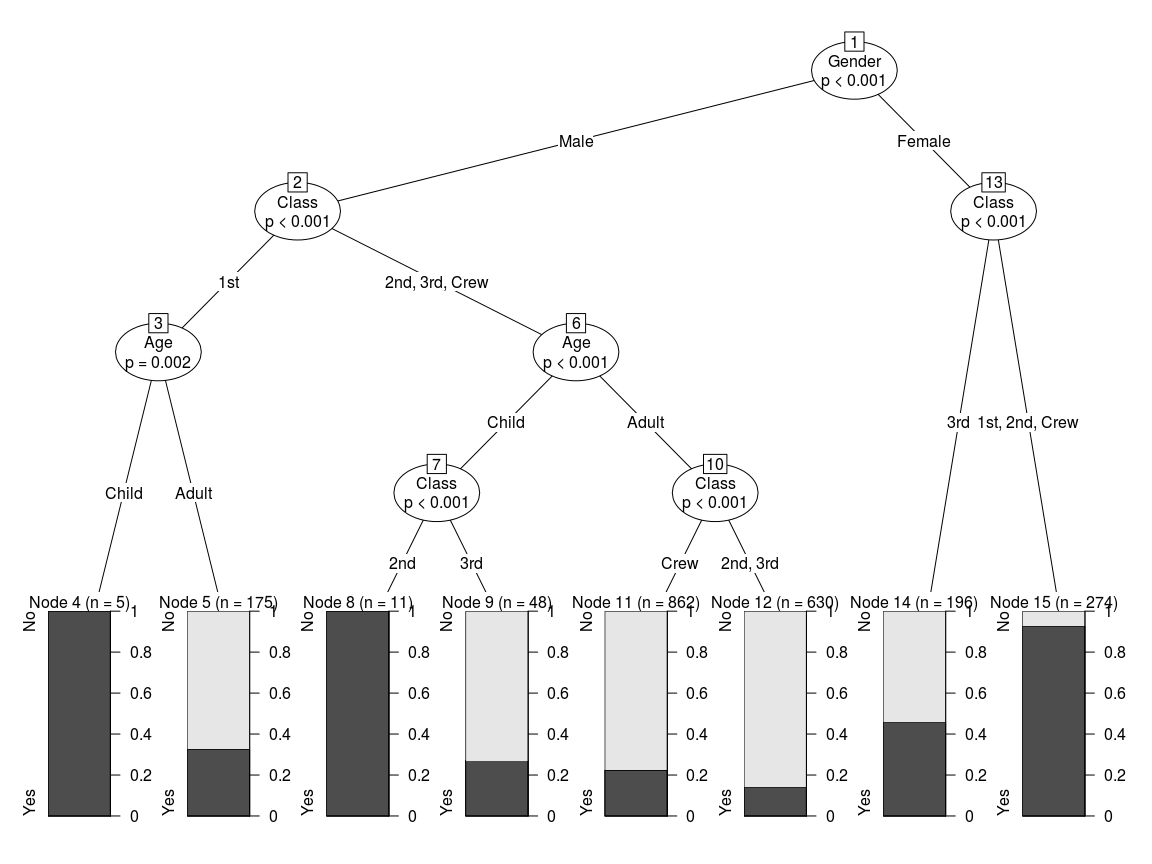 1
Gender
p < 0.001
Male
Female
2
Class
p < 0.001
13
Class
p < 0.001
1st
2nd, 3rd, Crew
3
Age
p = 0.002
6
Age
p < 0.001
Child
Adult
3rd
1st, 2nd, Crew
7
Class
p < 0.001
10
Class
p < 0.001
Child
Adult
2nd
3rd
Crew
2nd, 3rd
Node 4 (n = 5)
Yes
No
1
0.8
0.6
0.4
0.2
0
Node 5 (n = 175)
Yes
No
1
0.8
0.6
0.4
0.2
0
Node 8 (n = 11)
Yes
No
1
0.8
0.6
0.4
0.2
0
Node 9 (n = 48)
Yes
No
1
0.8
0.6
0.4
0.2
0
Node 11 (n = 862)
Yes
No
1
0.8
0.6
0.4
0.2
0
Node 12 (n = 630)
Yes
No
1
0.8
0.6
0.4
0.2
0
Node 14 (n = 196)
Yes
No
1
0.8
0.6
0.4
0.2
0
Node 15 (n = 274)
Yes
No
1
0.8
0.6
0.4
0.2
0